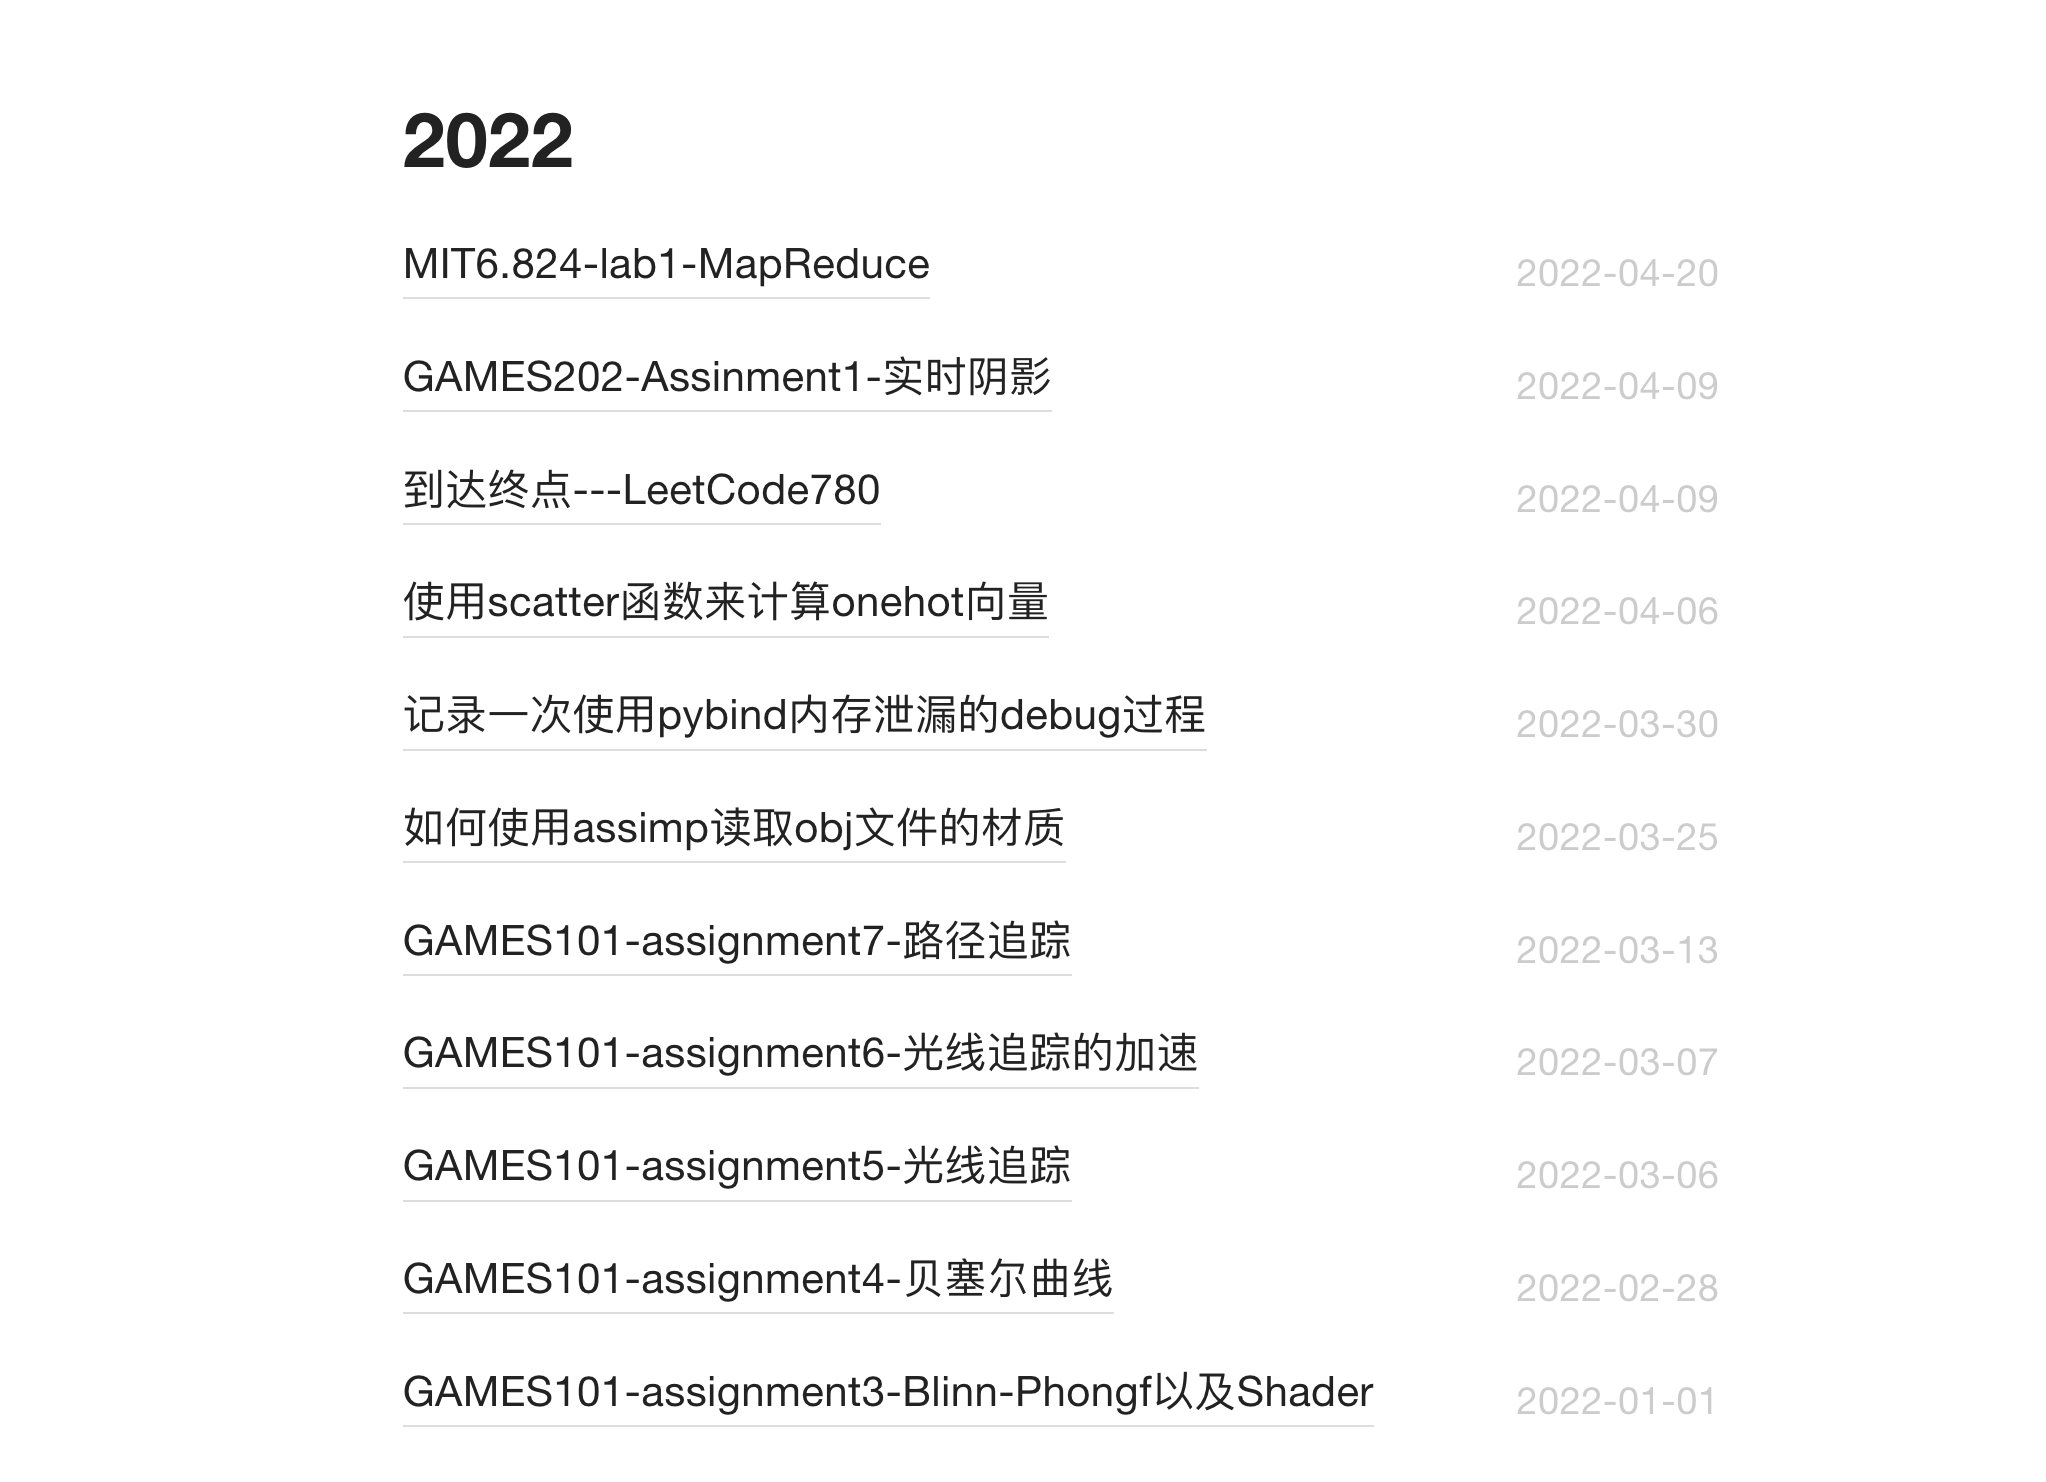 2022
MIT6.824-lab1-MapReduce 2022-04-20
GAMES202-Assinment1-实时阴影 2022-04-09
到达终点---LeetCode780 2022-04-09
使用scatter函数来计算onehot向量 2022-04-06
记录一次使用pybind内存泄漏的debug过程 2022-03-30
如何使用assimp读取obj文件的材质 2022-03-25
GAMES101-assignment7-路径追踪 2022-03-13
GAMES101-assignment6-光线追踪的加速 2022-03-07
GAMES101-assignment5-光线追踪 2022-03-06
GAMES101-assignment4-贝塞尔曲线 2022-02-28
GAMES101-assignment3-Blinn-Phongf以及Shader 2022-01-01